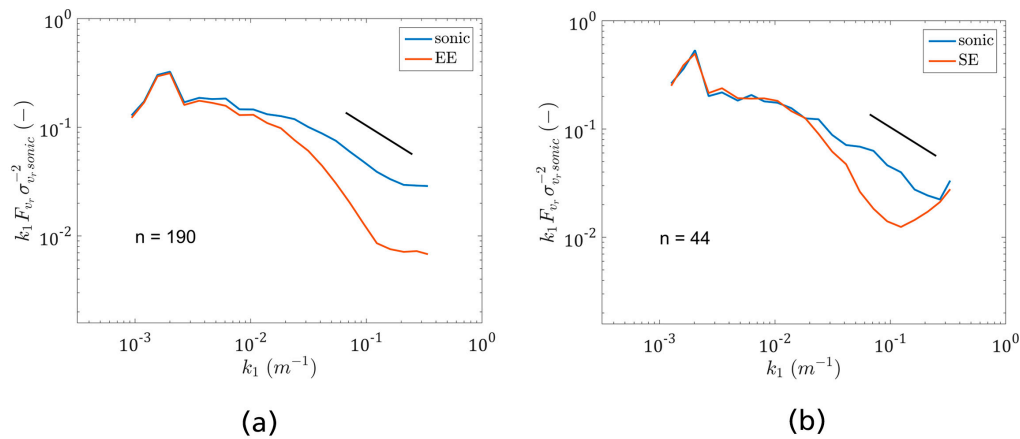 10⁰
10⁻¹
10⁻²
k₁ F_{v_r} σ⁻²_{v_r sonic} (−)
sonic
EE
n = 190
10⁻³ 10⁻² 10⁻¹ 10⁰
k₁ (m⁻¹)
(a)
10⁰
10⁻¹
10⁻²
k₁ F_{v_r} σ⁻²_{v_r sonic} (−)
sonic
SE
n = 44
10⁻³ 10⁻² 10⁻¹ 10⁰
k₁ (m⁻¹)
(b)